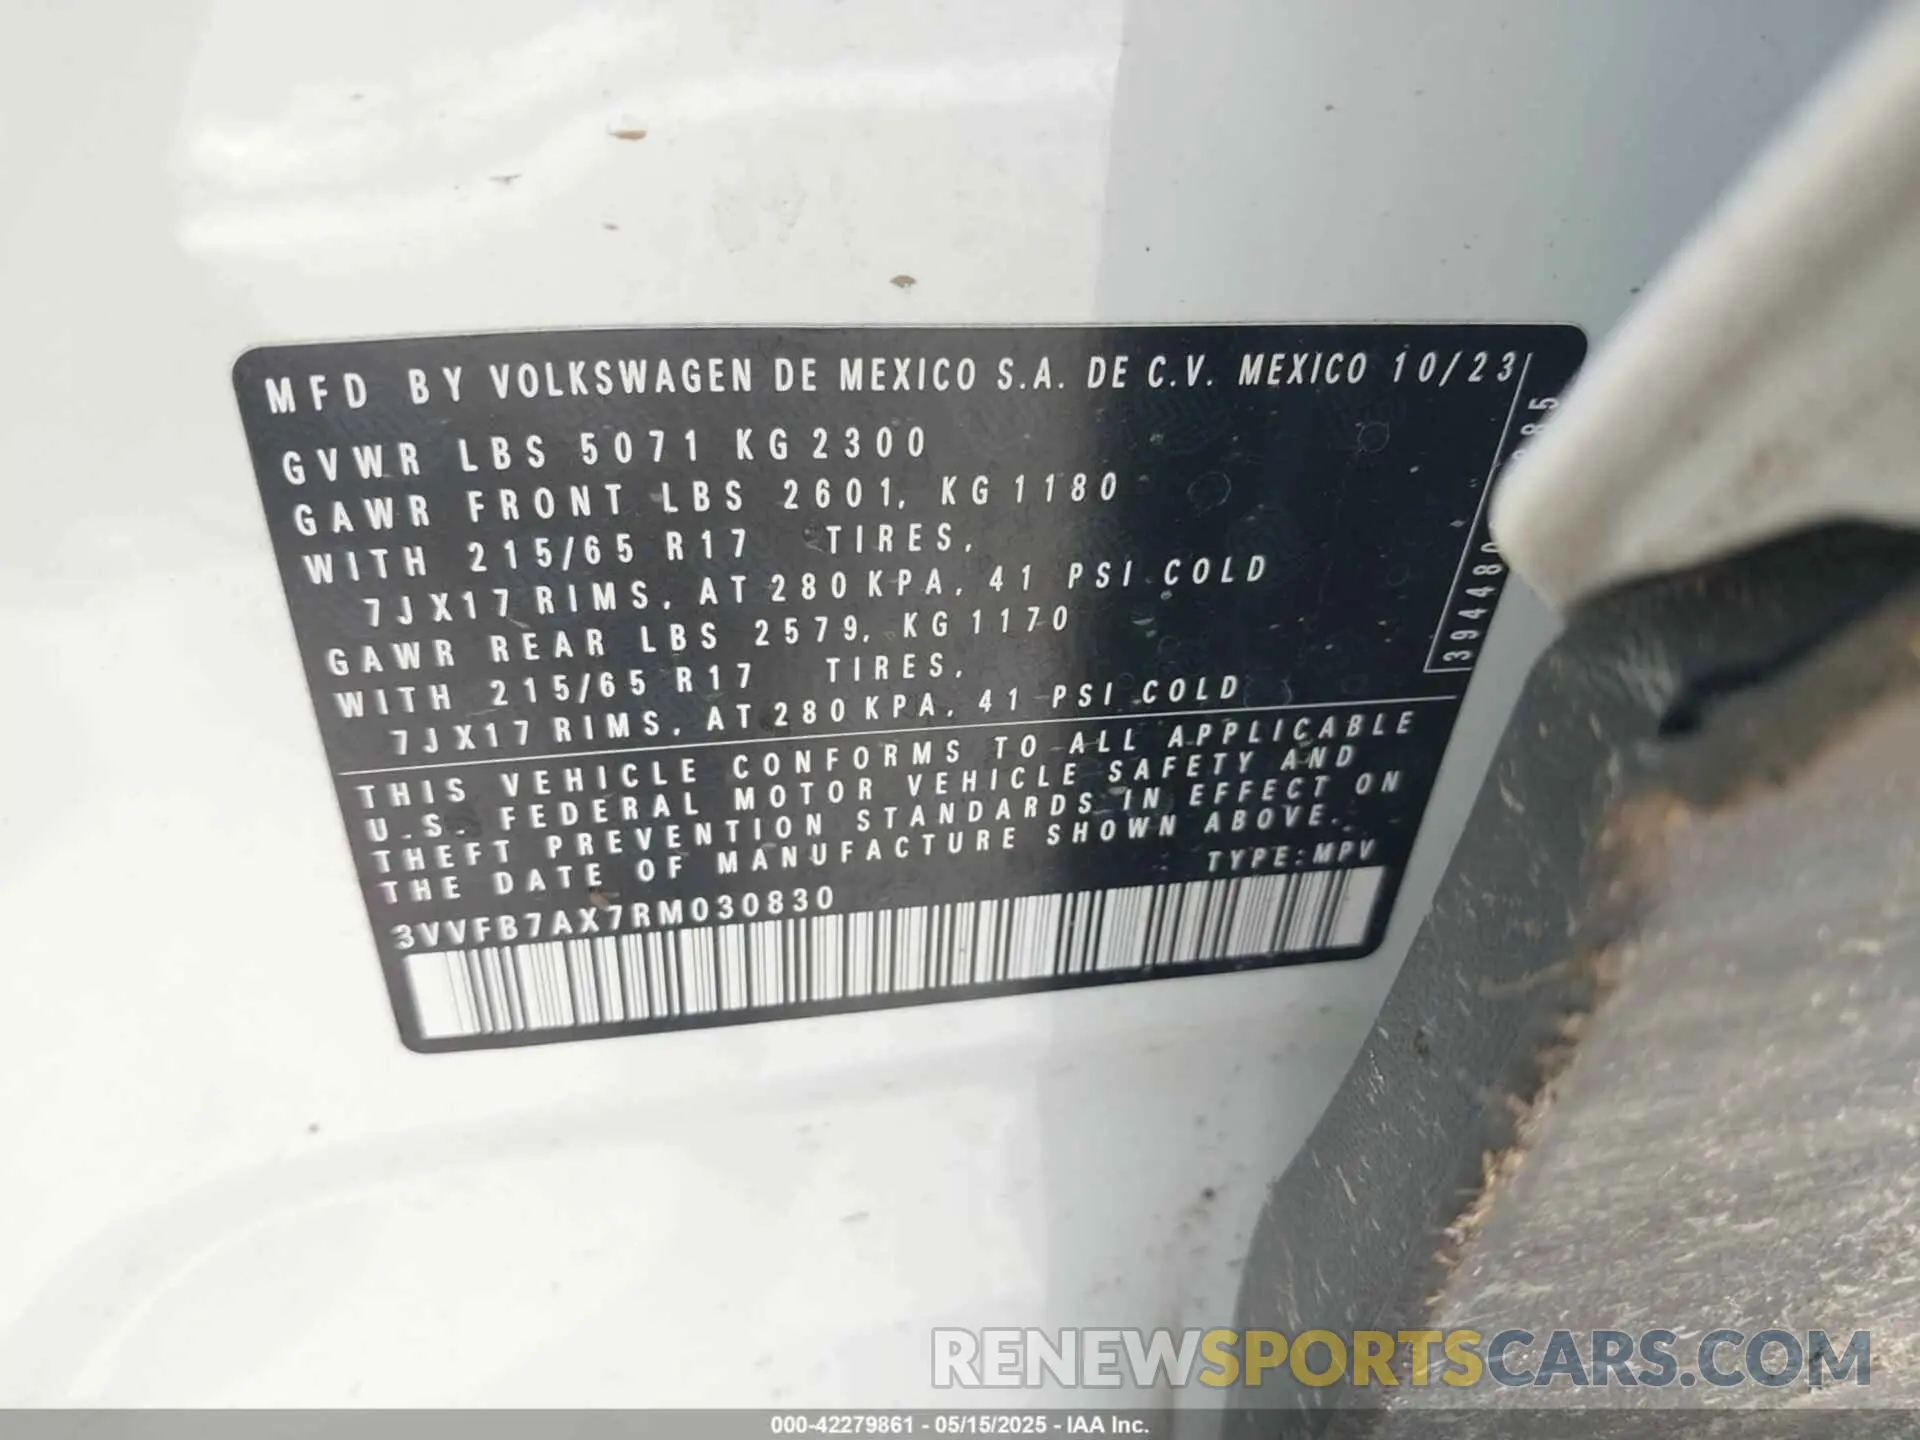 MFD BY VOLKSWAGEN DE MEXICO S.A. DE C.V. MEXICO 10/23
GVWR LBS 5071 KG 2300
GAWR FRONT LBS 2601, KG 1180
WITH 215/65 R17 TIRES,
7JX17 RIMS, AT 280 KPA, 41 PSI COLD
GAWR REAR LBS 2579, KG 1170
WITH 215/65 R17 TIRES,
7JX17 RIMS, AT 280 KPA, 41 PSI COLD
THIS VEHICLE CONFORMS TO ALL APPLICABLE
U.S. FEDERAL MOTOR VEHICLE SAFETY AND
THEFT PREVENTION STANDARDS IN EFFECT ON
THE DATE OF MANUFACTURE SHOWN ABOVE.
TYPE:MPV
3VVFB7AX7RM030830
RENEWSPORTSCARS.COM
000-42279861 - 05/15/2025 - IAA Inc.